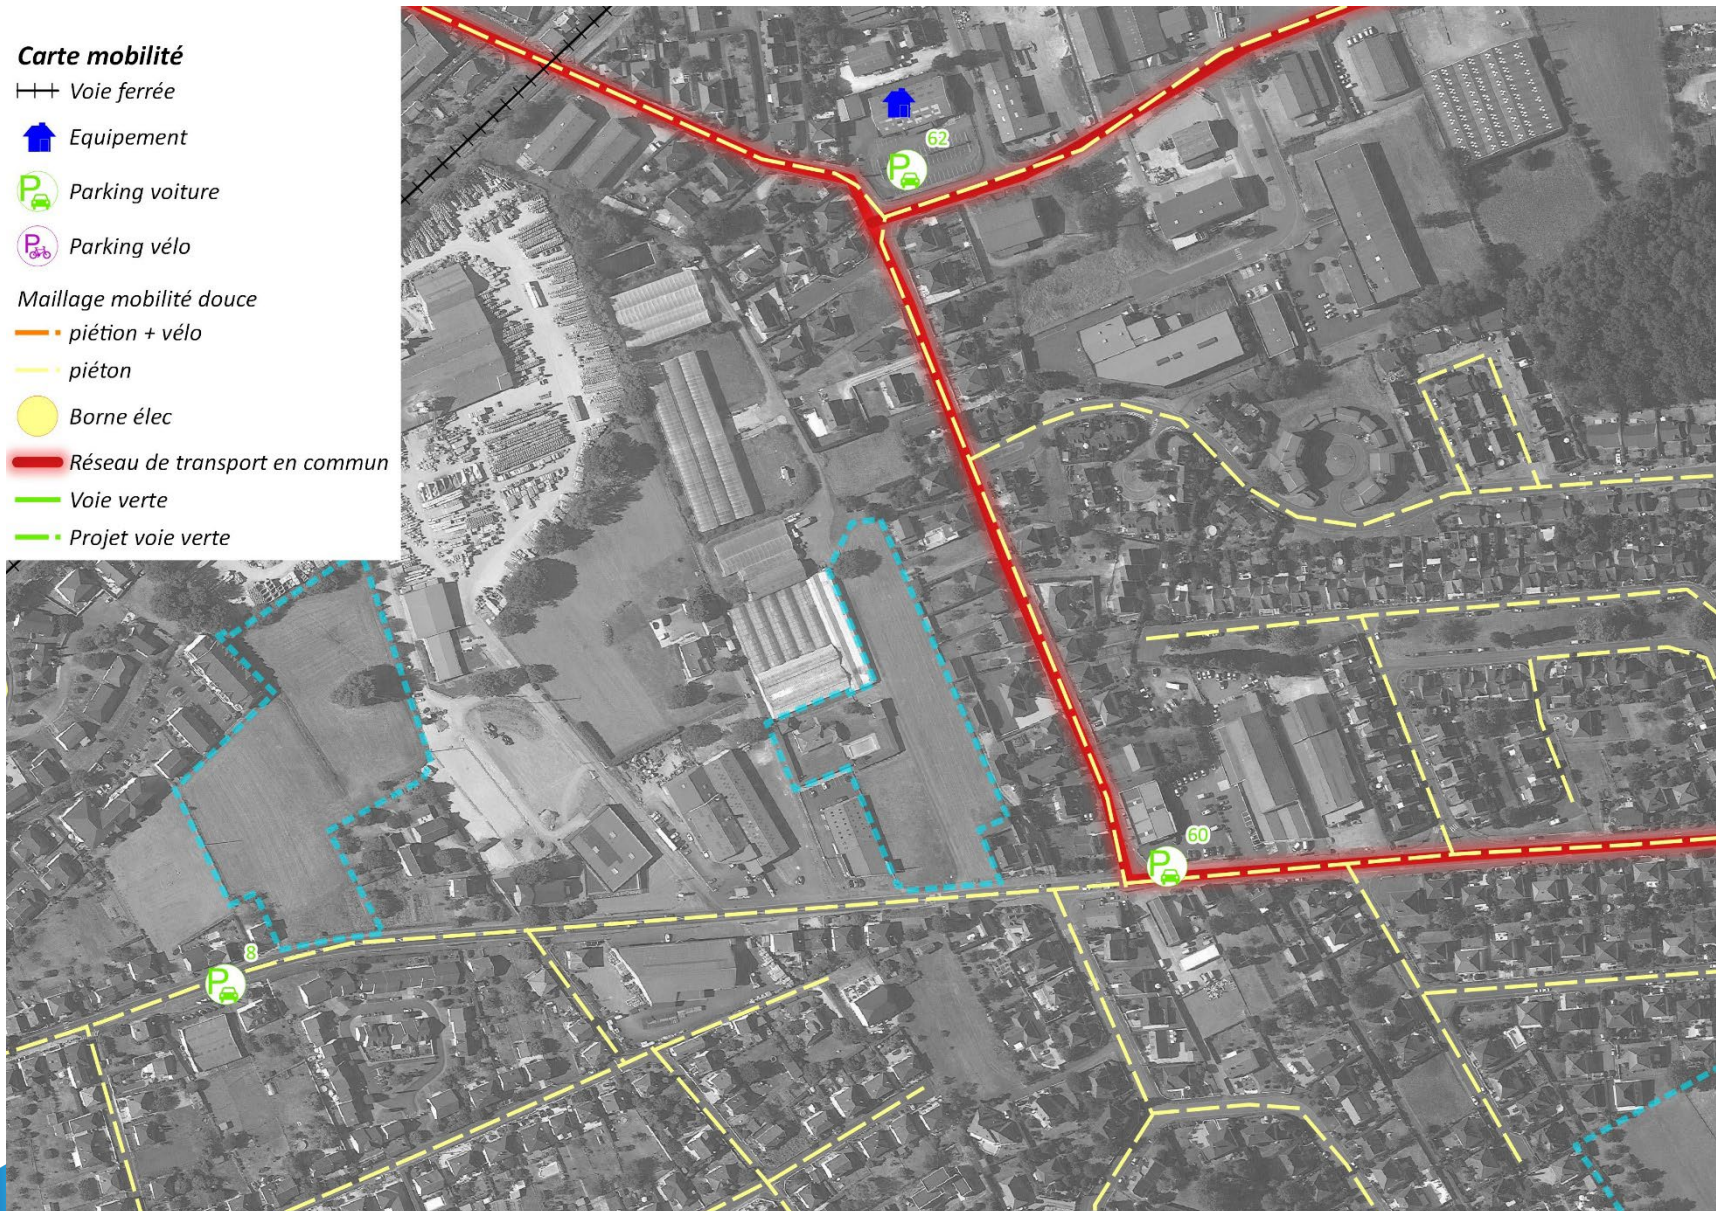 Carte mobilité
Voie ferrée
Equipement
P Parking voiture
P Parking vélo
Maillage mobilité douce
piétion + vélo
piéton
Borne élec
Réseau de transport en commun
Voie verte
Projet voie verte
62
P
60
P
8
P